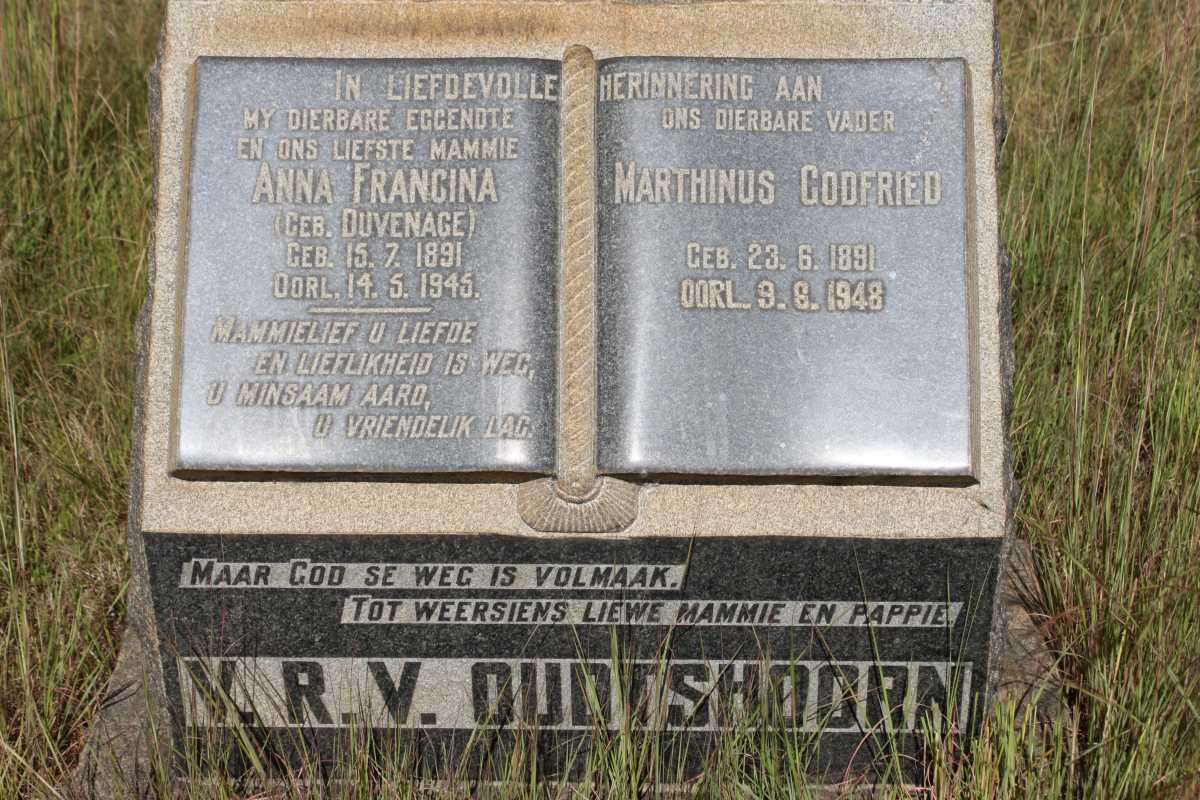 IN LIEFDEVOLLE HERINNERING AAN
MY DIERBARE EGGENOTE
EN ONS LIEFSTE MAMMIE
ANNA FRANCINA
(GEB. DUVENAGE)
GEB. 15. 7. 1891
OORL. 14. 5. 1945.
MAMMIELIEF U LIEFDE
EN LIEFLIKHEID IS WEG,
U MINSAAM AARD,
U VRIENDELIK LAG.
ONS DIERBARE VADER
MARTHINUS GODFRIED
GEB. 23. 6. 1891
OORL. 9. 8. 1948
MAAR GOD SE WEG IS VOLMAAK.
TOT WEERSIENS LIEWE MAMMIE EN PAPPIE.
V.R.V. OUDTSHOORN